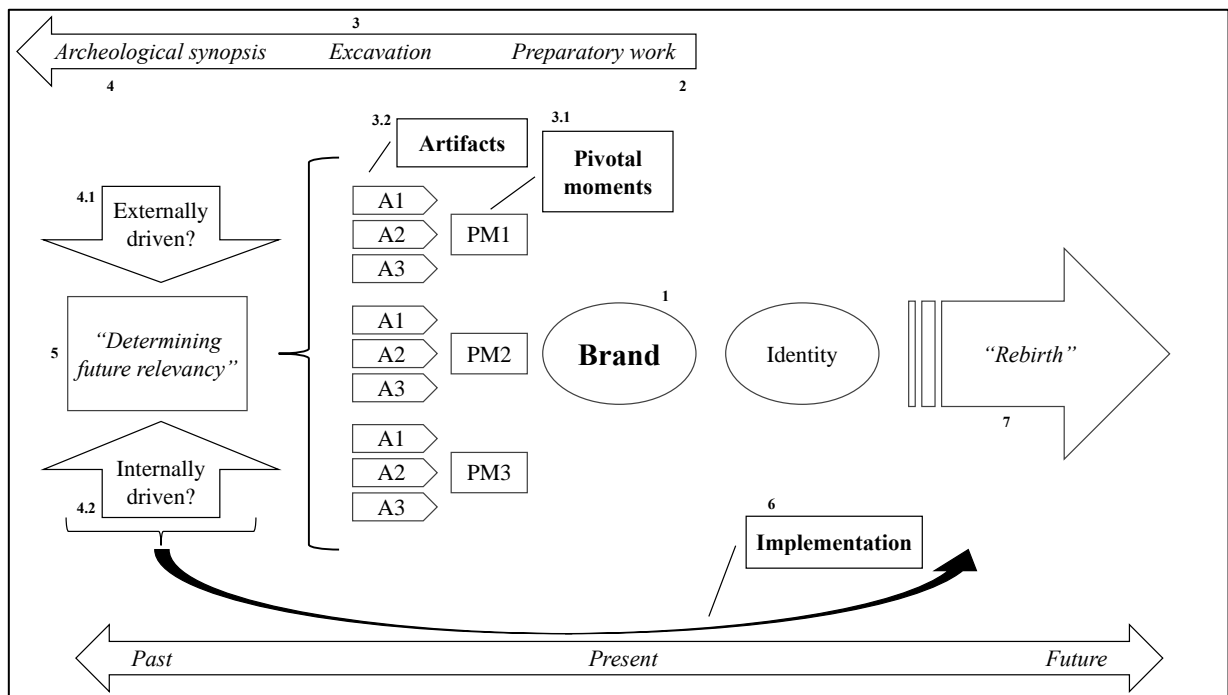 3
Archeological synopsis Excavation Preparatory work
4 2
3.2 3.1
Artifacts
Pivotal
moments
4.1
Externally
driven?
A1
A2
A3
PM1
5
“Determining
future relevancy”
A1
A2
A3
PM2
1
Brand
Identity
“Rebirth”
7
4.2
Internally
driven?
A1
A2
A3
PM3
6
Implementation
Past Present Future